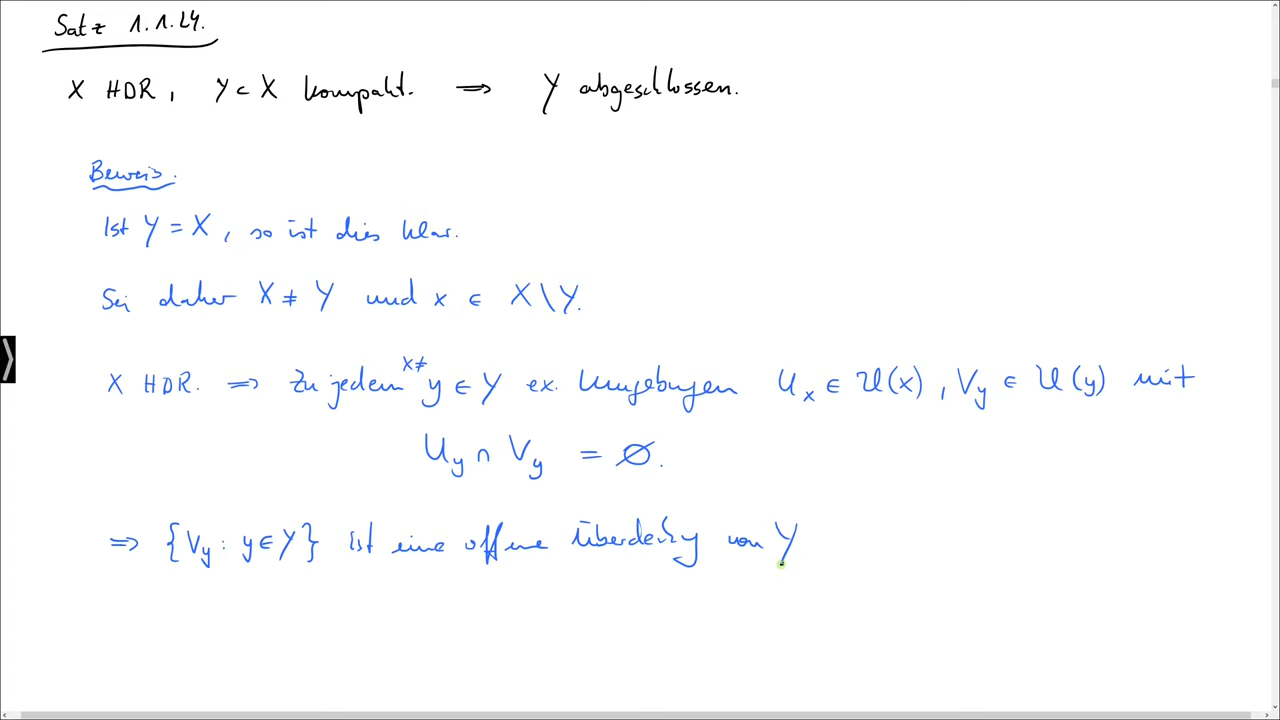 Satz 1.1.24.
X HDR, Y ⊂ X kompakt. ⇒ Y abgeschlossen.
Beweis.
Ist Y = X, so ist dies klar.
Sei daher X ≠ Y und x ∈ X\Y.
X HDR. ⇒ Zu jedem x≠ y ∈ Y ex. Umgebungen U_x ∈ 𝒰(x), V_y ∈ 𝒰(y) mit
U_y ∩ V_y = ∅.
⇒ {V_y : y ∈ Y} ist eine offene Überdeckung von Y